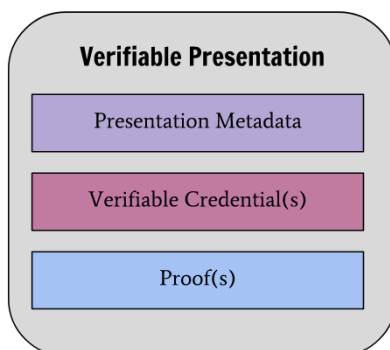 Verifiable Presentation
Presentation Metadata
Verifiable Credential(s)
Proof(s)